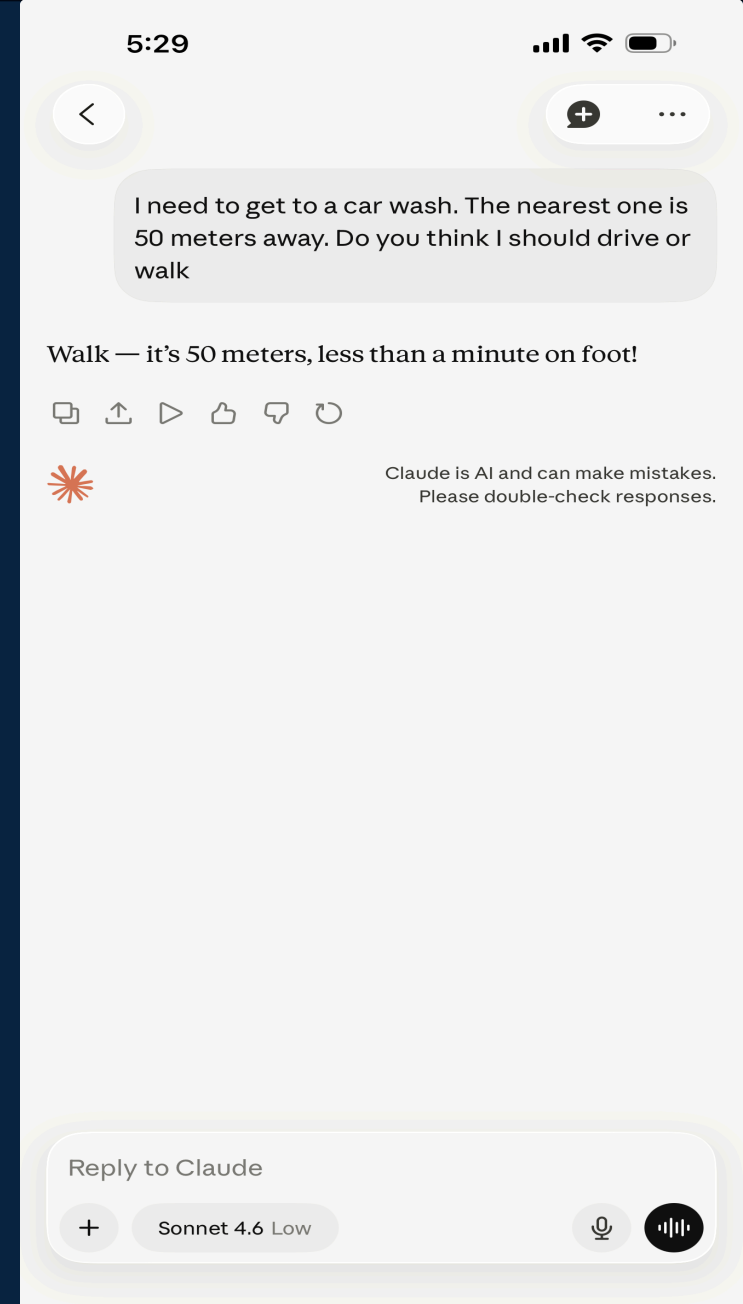 5:29
I need to get to a car wash. The nearest one is
50 meters away. Do you think I should drive or
walk
Walk — it’s 50 meters, less than a minute on foot!
Claude is AI and can make mistakes.
Please double-check responses.
Reply to Claude
Sonnet 4.6 Low